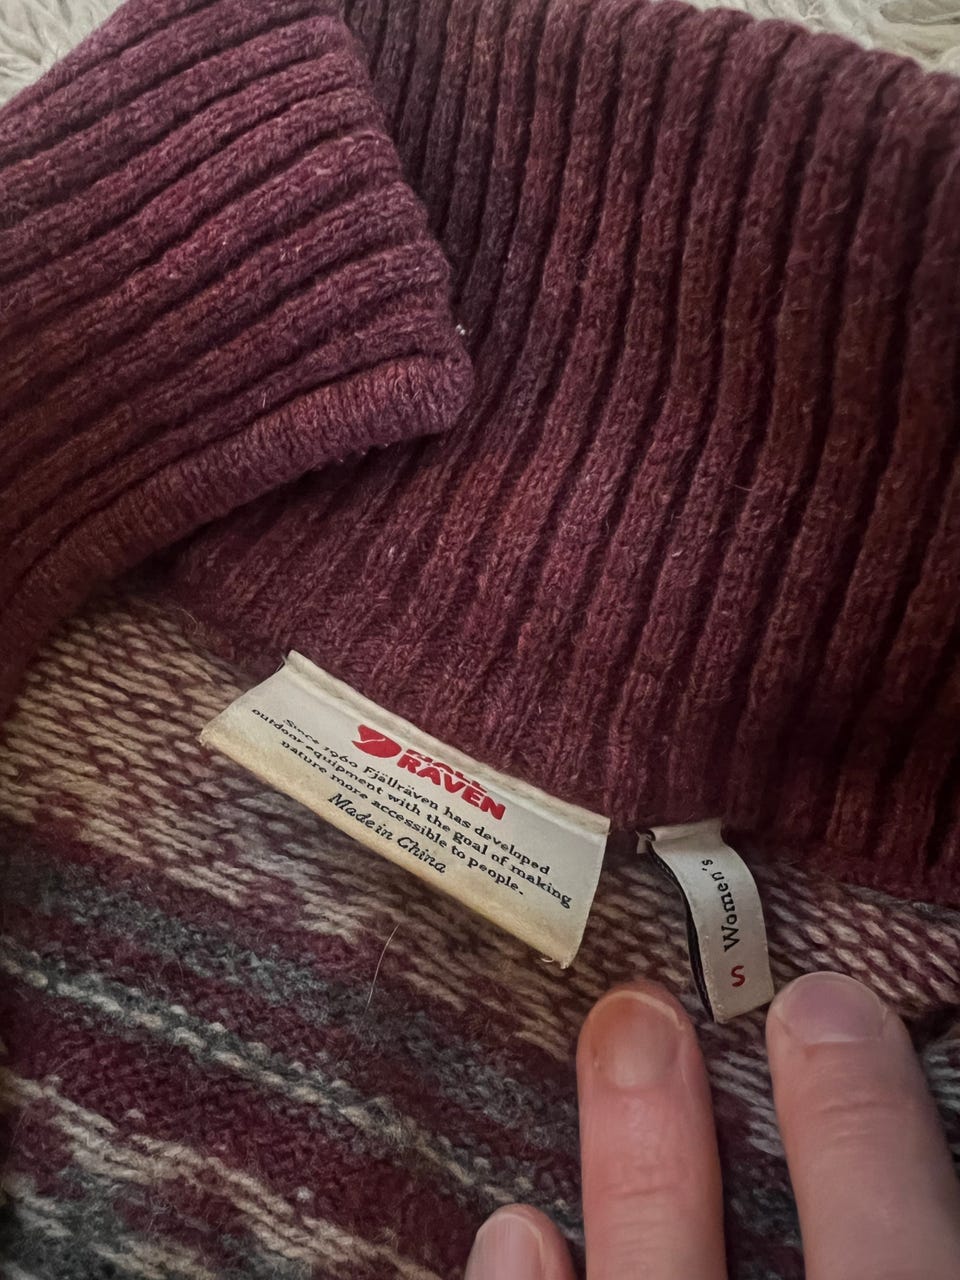 RÄVEN
Since 1960 Fjällräven has developed
outdoor equipment with the goal of making
nature more accessible to people.
Made in China
Women's
S